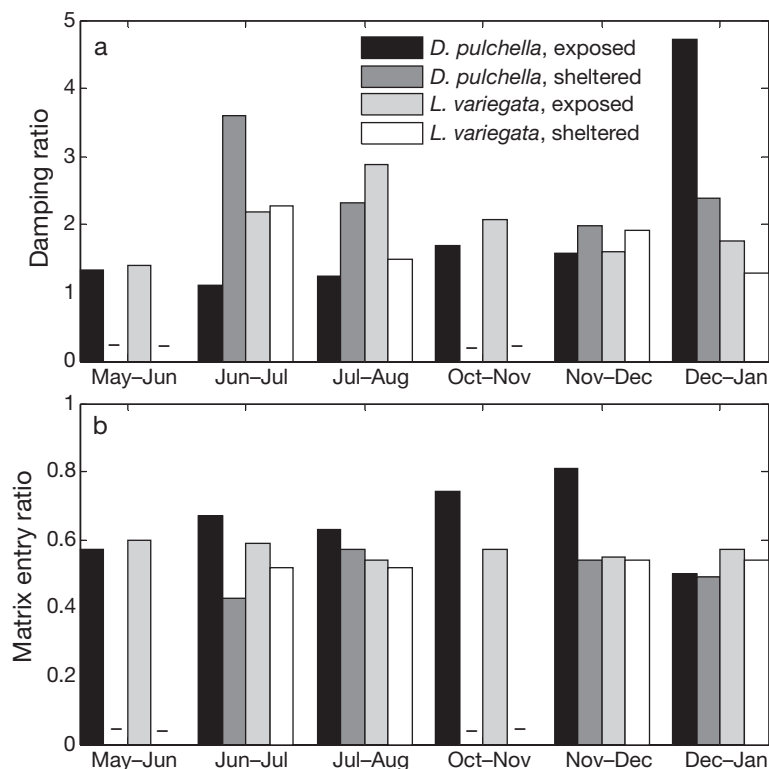 a
D. pulchella, exposed
D. pulchella, sheltered
L. variegata, exposed
L. variegata, sheltered
Damping ratio
5
4
3
2
1
0
May–Jun Jun–Jul Jul–Aug Oct–Nov Nov–Dec Dec–Jan
b
Matrix entry ratio
1
0.8
0.6
0.4
0.2
0
May–Jun Jun–Jul Jul–Aug Oct–Nov Nov–Dec Dec–Jan